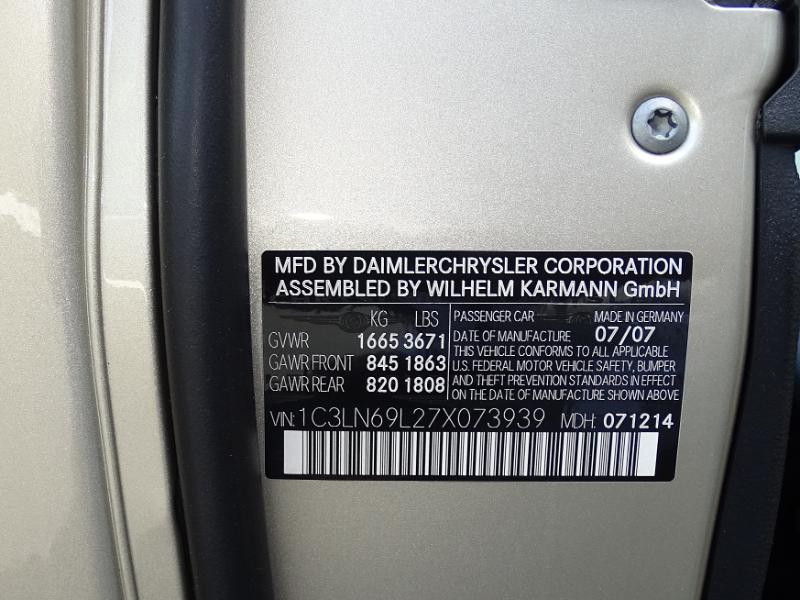 MFD BY DAIMLERCHRYSLER CORPORATION
ASSEMBLED BY WILHELM KARMANN GmbH
KG LBS
GVWR 1665 3671
GAWR FRONT 845 1863
GAWR REAR 820 1808
PASSENGER CAR MADE IN GERMANY
DATE OF MANUFACTURE 07/07
THIS VEHICLE CONFORMS TO ALL APPLICABLE
U.S. FEDERAL MOTOR VEHICLE SAFETY, BUMPER
AND THEFT PREVENTION STANDARDS IN EFFECT
ON THE DATE OF MANUFACTURE SHOWN ABOVE
VIN: 1C3LN69L27X073939 MDH: 071214